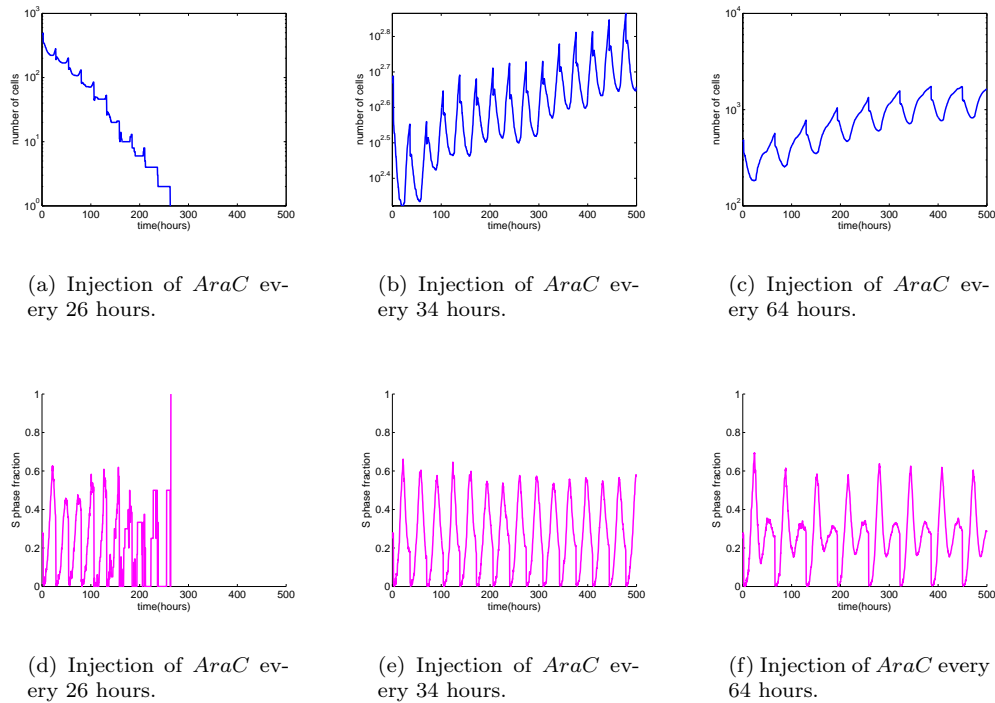 10^3
10^2
10^1
10^0
number of cells
0 100 200 300 400 500
time(hours)
10^2.8
10^2.7
10^2.6
10^2.5
10^2.4
number of cells
0 100 200 300 400 500
time(hours)
10^4
10^3
10^2
number of cells
0 100 200 300 400 500
time(hours)
(a) Injection of AraC ev-
ery 26 hours.
(b) Injection of AraC ev-
ery 34 hours.
(c) Injection of AraC ev-
ery 64 hours.
1
0.8
0.6
0.4
0.2
0
S phase fraction
0 100 200 300 400 500
time(hours)
1
0.8
0.6
0.4
0.2
0
S phase fraction
0 100 200 300 400 500
time(hours)
1
0.8
0.6
0.4
0.2
0
S phase fraction
0 100 200 300 400 500
time(hours)
(d) Injection of AraC ev-
ery 26 hours.
(e) Injection of AraC ev-
ery 34 hours.
(f) Injection of AraC every
64 hours.